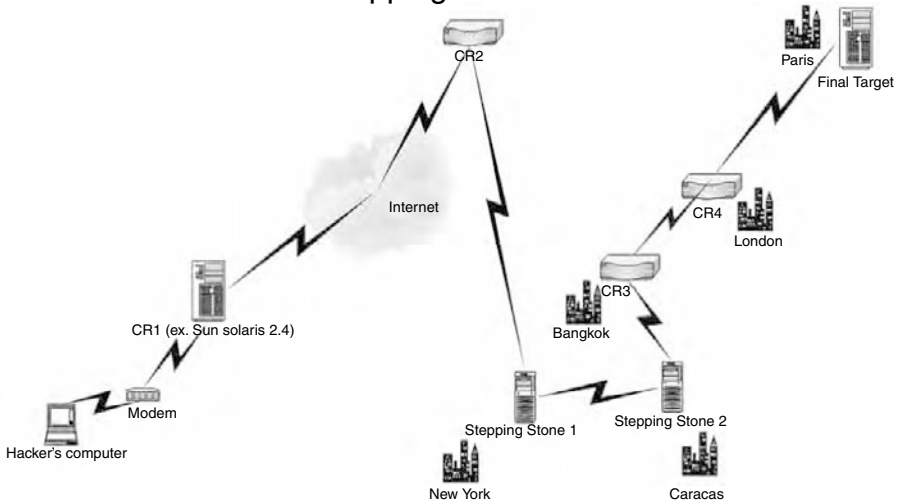 CR2
Paris
Final Target
Internet
CR4
London
CR3
CR1 (ex. Sun solaris 2.4)
Bangkok
Modem
Stepping Stone 1
Stepping Stone 2
Hacker's computer
New York
Caracas